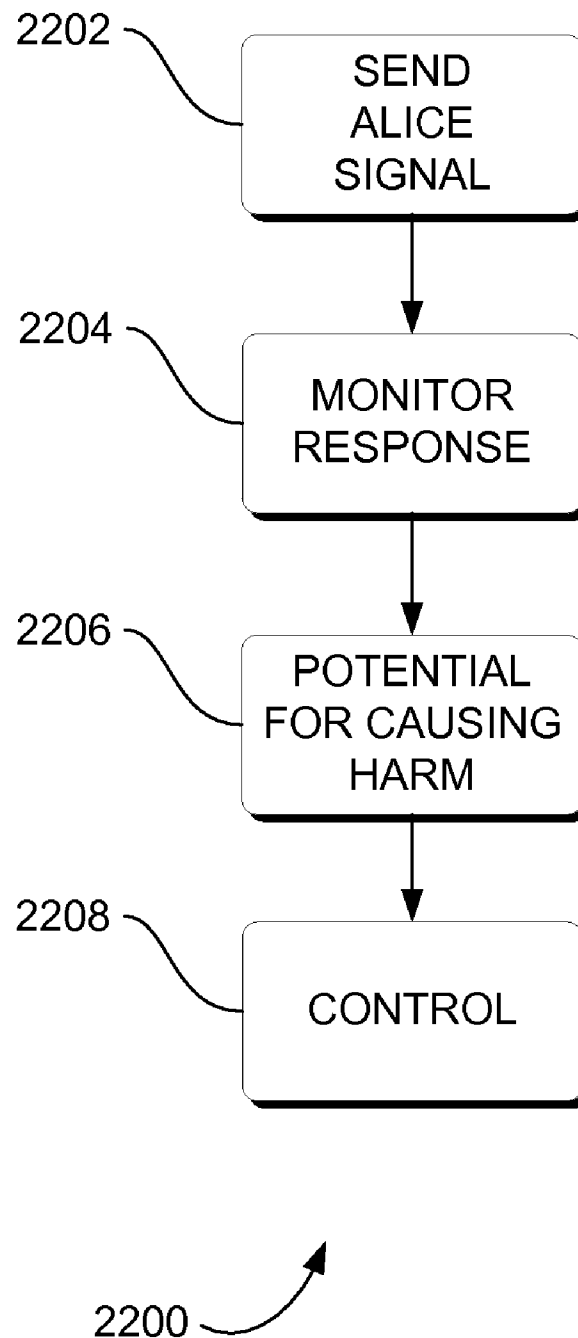 2202
SEND
ALICE
SIGNAL
2204
MONITOR
RESPONSE
2206
POTENTIAL
FOR CAUSING
HARM
2208
CONTROL
2200